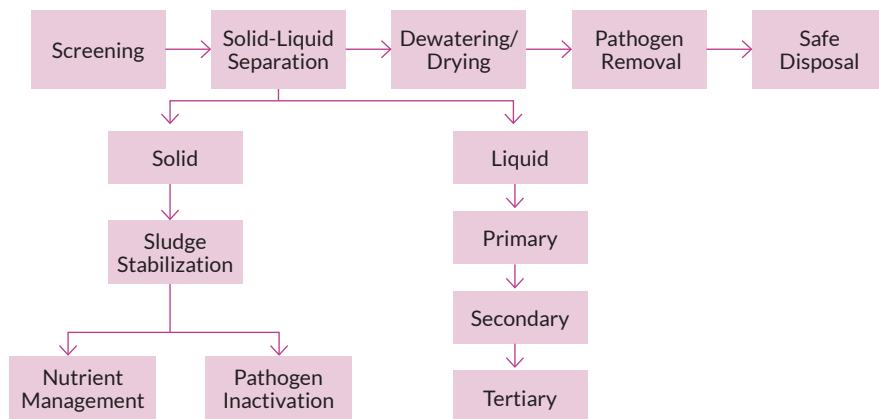 Screening
Solid-Liquid
Separation
Dewatering/
Drying
Pathogen
Removal
Safe
Disposal
Solid
Liquid
Sludge
Stabilization
Primary
Secondary
Nutrient
Management
Pathogen
Inactivation
Tertiary